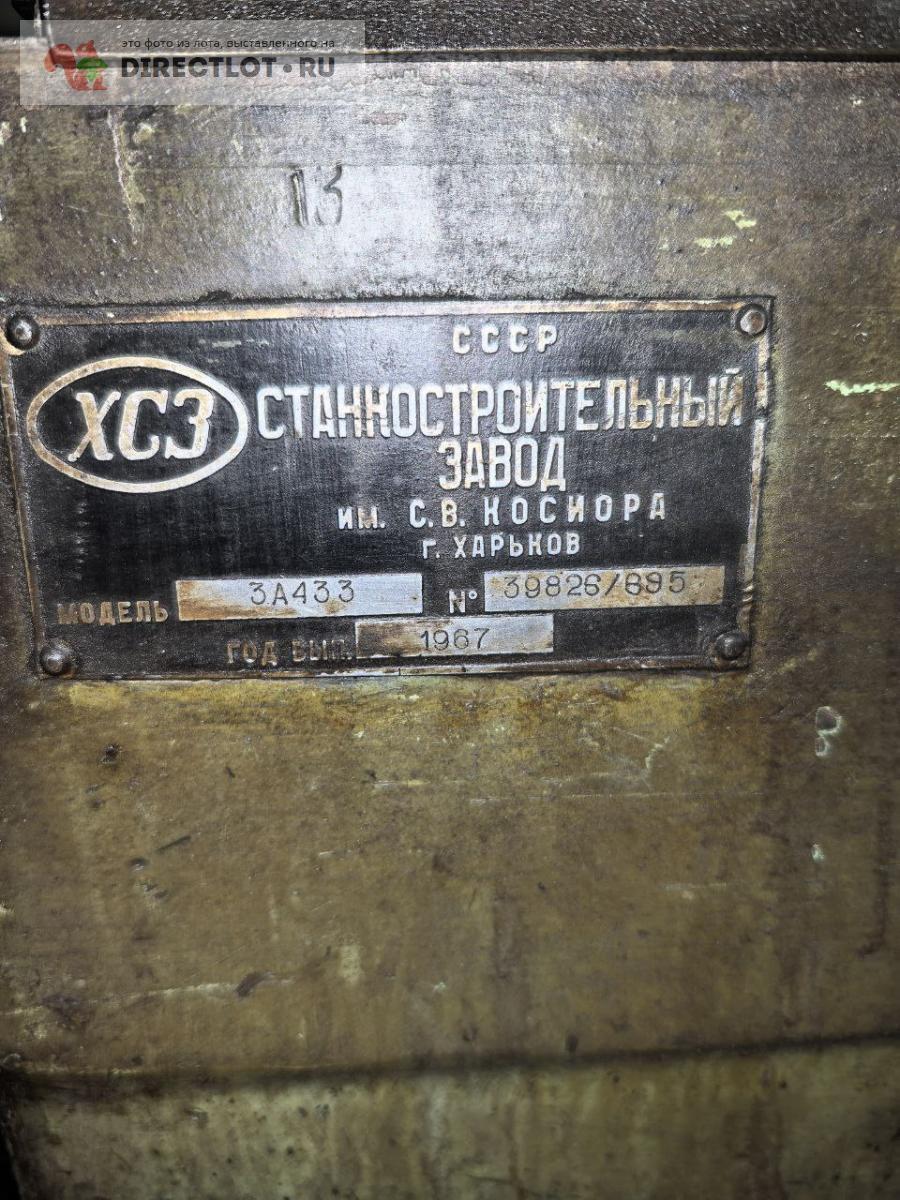 это фото из лота, выставленного на
DIRECTLOT.RU
13
СССР
ХСЗ
СТАНКОСТРОИТЕЛЬНЫЙ
ЗАВОД
ИМ. С.В. КОСИОРА
Г. ХАРЬКОВ
МОДЕЛЬ 3А433 N° 39826/695
ГОД ВЫП. 1967